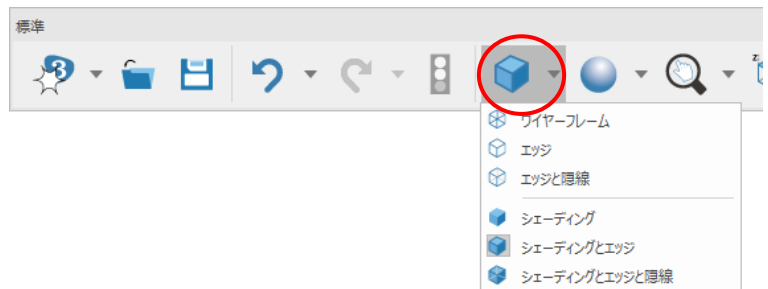 標準
3
ワイヤーフレーム
エッジ
エッジと隠線
シェーディング
シェーディングとエッジ
シェーディングとエッジと隠線